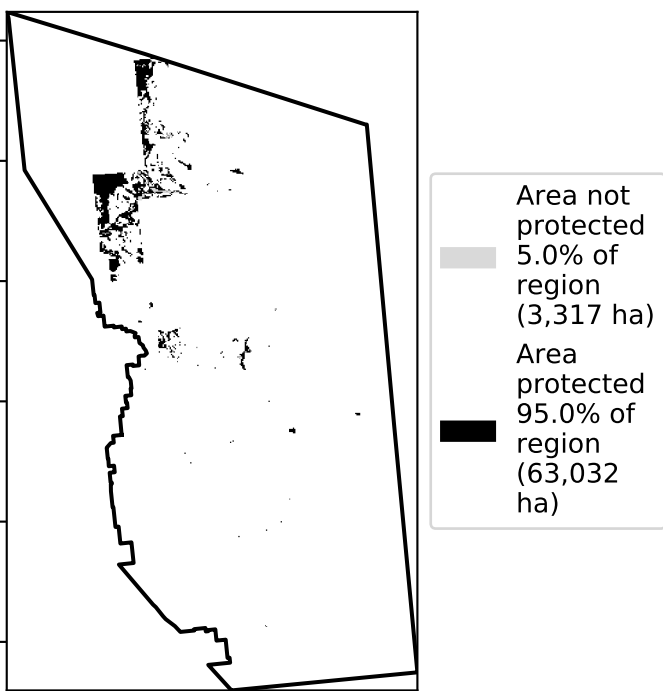 Area not
protected
5.0% of
region
(3,317 ha)
Area
protected
95.0% of
region
(63,032
ha)